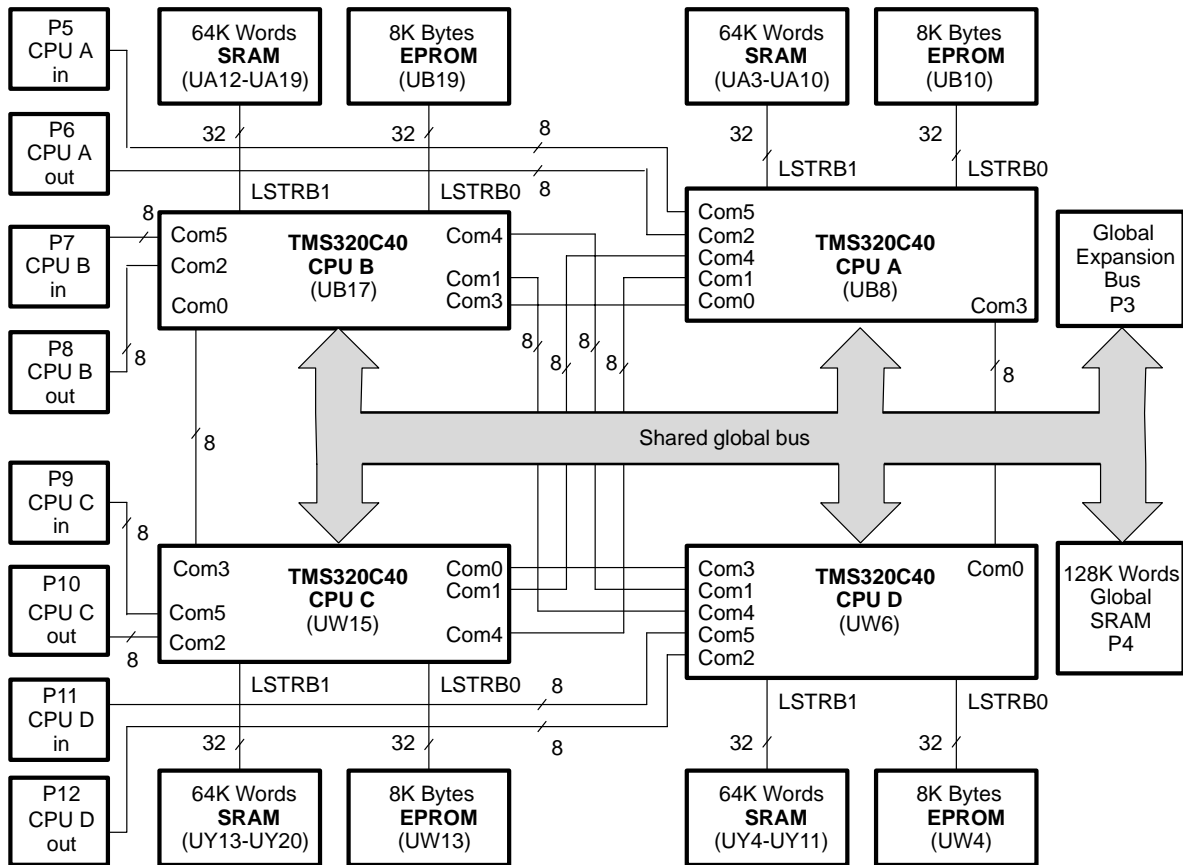 P5
CPU A
in
64K Words
SRAM
(UA12-UA19)
8K Bytes
EPROM
(UB19)
64K Words
SRAM
(UA3-UA10)
8K Bytes
EPROM
(UB10)
P6
CPU A
out
32
32
8
8
32
32
LSTRB1
LSTRB0
LSTRB1
LSTRB0
P7
CPU B
in
8
Com5
Com2
Com0
TMS320C40
CPU B
(UB17)
Com4
Com1
Com3
Com5
Com2
Com4
Com1
Com0
TMS320C40
CPU A
(UB8)
Com3
Global
Expansion
Bus
P3
P8
CPU B
out
8
8
8
8
8
8
8
Shared global bus
P9
CPU C
in
8
P10
CPU C
out
8
Com3
Com5
Com2
TMS320C40
CPU C
(UW15)
Com0
Com1
Com4
Com3
Com1
Com4
Com5
Com2
TMS320C40
CPU D
(UW6)
Com0
128K Words
Global
SRAM
P4
P11
CPU D
in
LSTRB1
LSTRB0
8
8
LSTRB1
LSTRB0
32
32
32
32
P12
CPU D
out
64K Words
SRAM
(UY13-UY20)
8K Bytes
EPROM
(UW13)
64K Words
SRAM
(UY4-UY11)
8K Bytes
EPROM
(UW4)